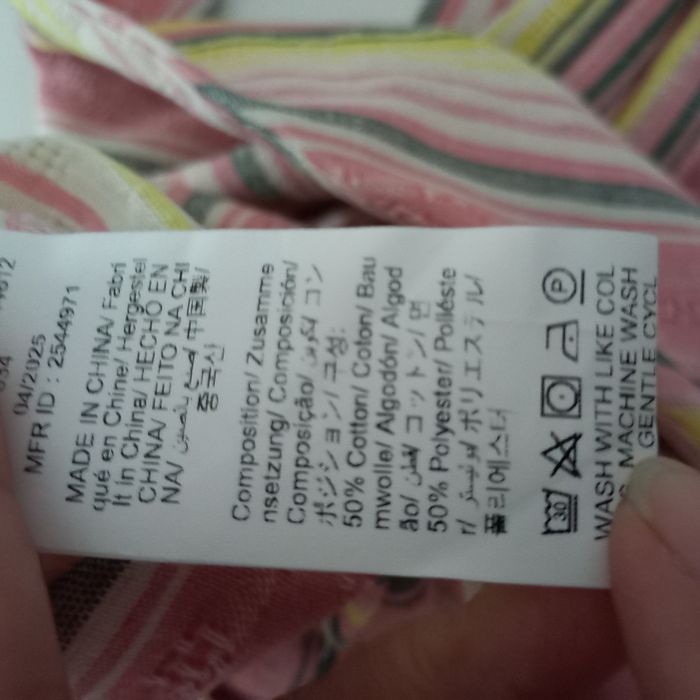 04/2025
MFR ID : 2544971
MADE IN CHINA/ Fabri
qué en Chine/ Hergestel
lt in China/ HECHO EN
CHINA/ FEITO NA CHI
NA/ صنع بالصين/ 中国製/
중국산
Composition/ Zusamme
nsetzung/ Composición/
Composição/ تكوين/ コン
ポジション/ 구성:
50% Cotton/ Coton/ Bau
mwolle/ Algodón/ Algod
ão/ قطن/ コットン/ 면
50% Polyester/ Poliéste
r/ بوليستر/ ポリエステル/
폴리에스터
30
P
WASH WITH LIKE COL
MACHINE WASH
GENTLE CYCL